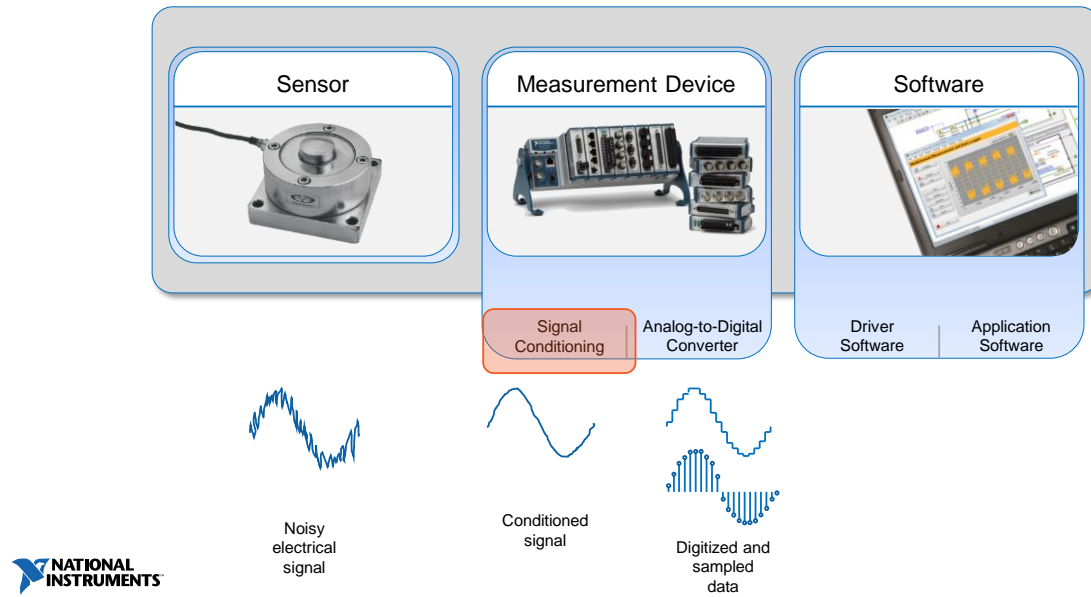 Sensor
Measurement Device
Software
Signal
Conditioning
Analog-to-Digital
Converter
Driver
Software
Application
Software
Noisy
electrical
signal
Conditioned
signal
Digitized and
sampled
data
NATIONAL
INSTRUMENTS